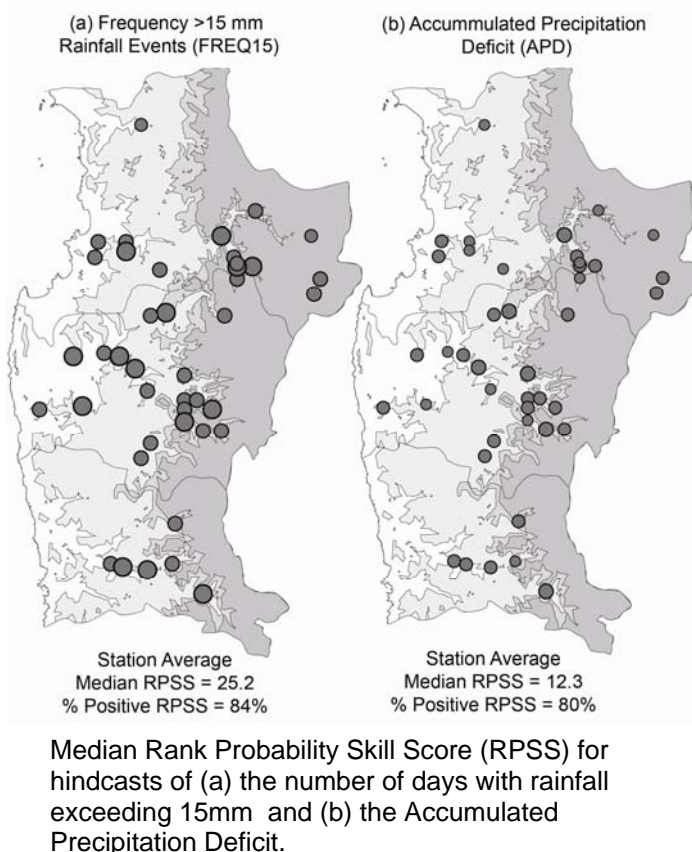 (a) Frequency >15 mm
Rainfall Events (FREQ15)
(b) Accummulated Precipitation
Deficit (APD)
Station Average
Median RPSS = 25.2
% Positive RPSS = 84%
Station Average
Median RPSS = 12.3
% Positive RPSS = 80%
Median Rank Probability Skill Score (RPSS) for
hindcasts of (a) the number of days with rainfall
exceeding 15mm  and (b) the Accumulated
Precipitation Deficit.